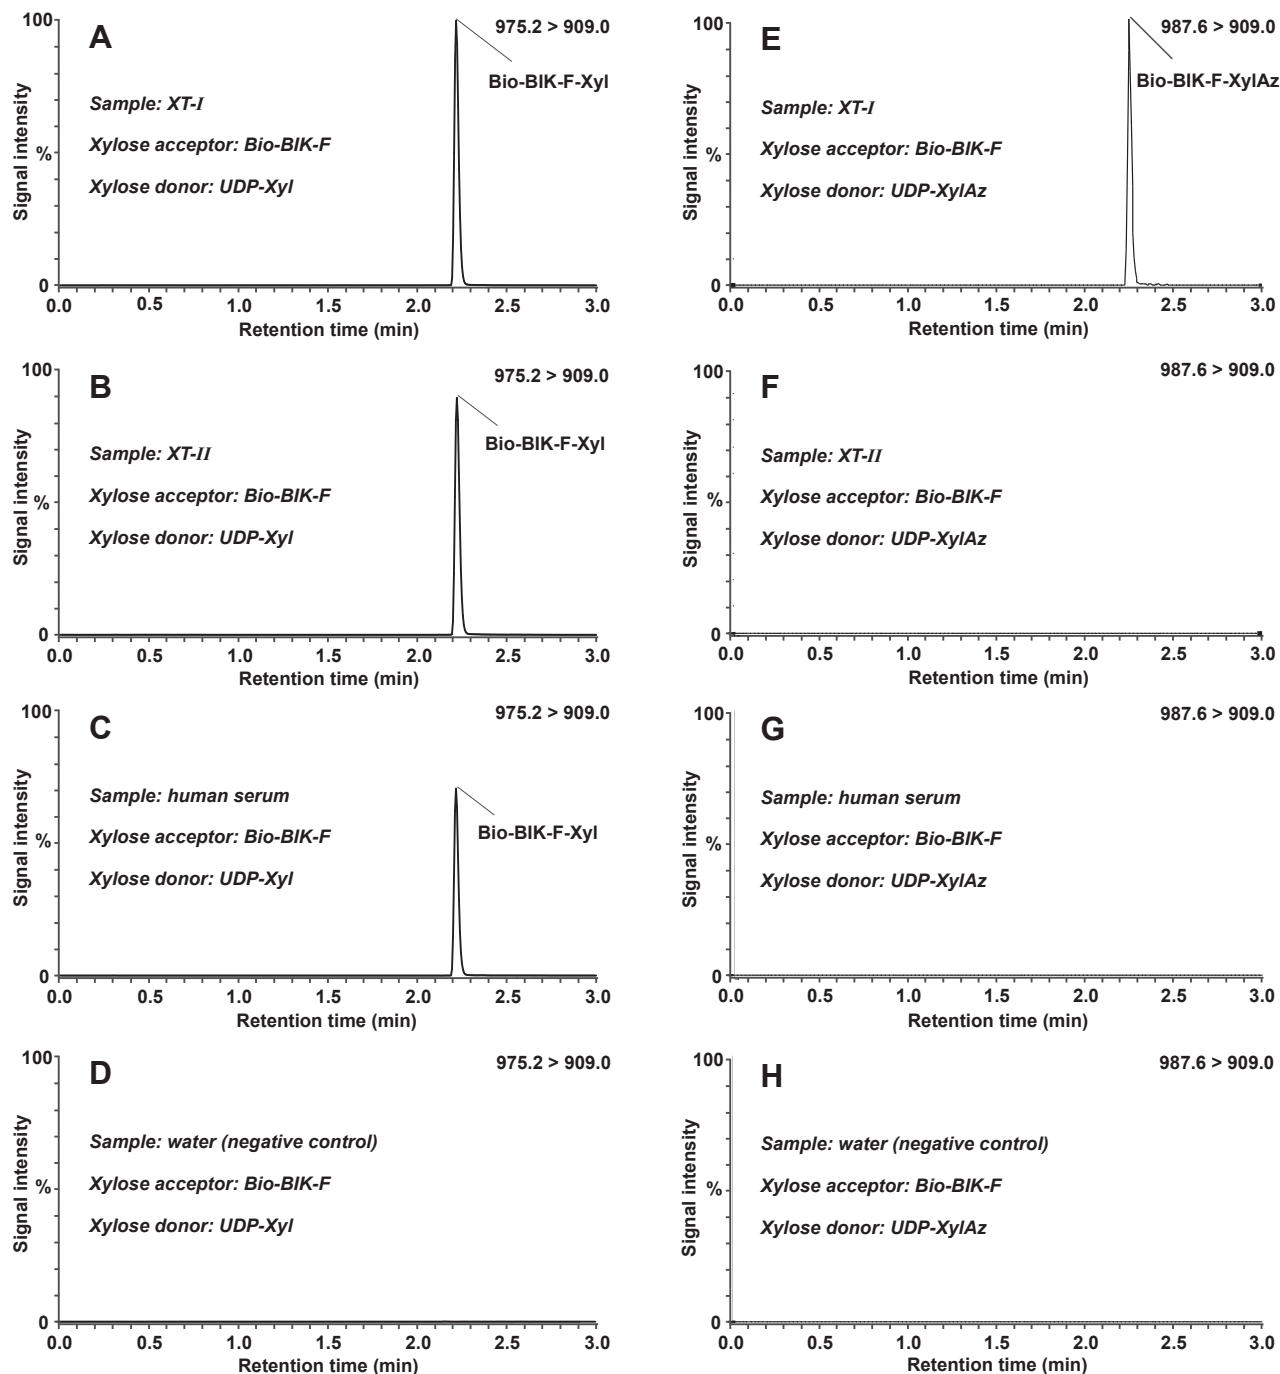 A
975.2 > 909.0
Bio-BIK-F-Xyl
Sample: XT-I
Xylose acceptor: Bio-BIK-F
Xylose donor: UDP-Xyl
Signal intensity
100
%
0
0.0 0.5 1.0 1.5 2.0 2.5 3.0
Retention time (min)
B
975.2 > 909.0
Bio-BIK-F-Xyl
Sample: XT-II
Xylose acceptor: Bio-BIK-F
Xylose donor: UDP-Xyl
Signal intensity
100
%
0
0.0 0.5 1.0 1.5 2.0 2.5 3.0
Retention time (min)
C
975.2 > 909.0
Sample: human serum
Bio-BIK-F-Xyl
Xylose acceptor: Bio-BIK-F
Xylose donor: UDP-Xyl
Signal intensity
100
%
0
0.0 0.5 1.0 1.5 2.0 2.5 3.0
Retention time (min)
D
975.2 > 909.0
Sample: water (negative control)
Xylose acceptor: Bio-BIK-F
Xylose donor: UDP-Xyl
Signal intensity
100
%
0
0.0 0.5 1.0 1.5 2.0 2.5 3.0
Retention time (min)
E
987.6 > 909.0
Bio-BIK-F-XylAz
Sample: XT-I
Xylose acceptor: Bio-BIK-F
Xylose donor: UDP-XylAz
Signal intensity
100
%
0
0.0 0.5 1.0 1.5 2.0 2.5 3.0
Retention time (min)
F
987.6 > 909.0
Sample: XT-II
Xylose acceptor: Bio-BIK-F
Xylose donor: UDP-XylAz
Signal intensity
100
%
0
0.0 0.5 1.0 1.5 2.0 2.5 3.0
Retention time (min)
G
987.6 > 909.0
Sample: human serum
Xylose acceptor: Bio-BIK-F
Xylose donor: UDP-XylAz
Signal intensity
100
%
0
0.0 0.5 1.0 1.5 2.0 2.5 3.0
Retention time (min)
H
987.6 > 909.0
Sample: water (negative control)
Xylose acceptor: Bio-BIK-F
Xylose donor: UDP-XylAz
Signal intensity
100
%
0
0.0 0.5 1.0 1.5 2.0 2.5 3.0
Retention time (min)